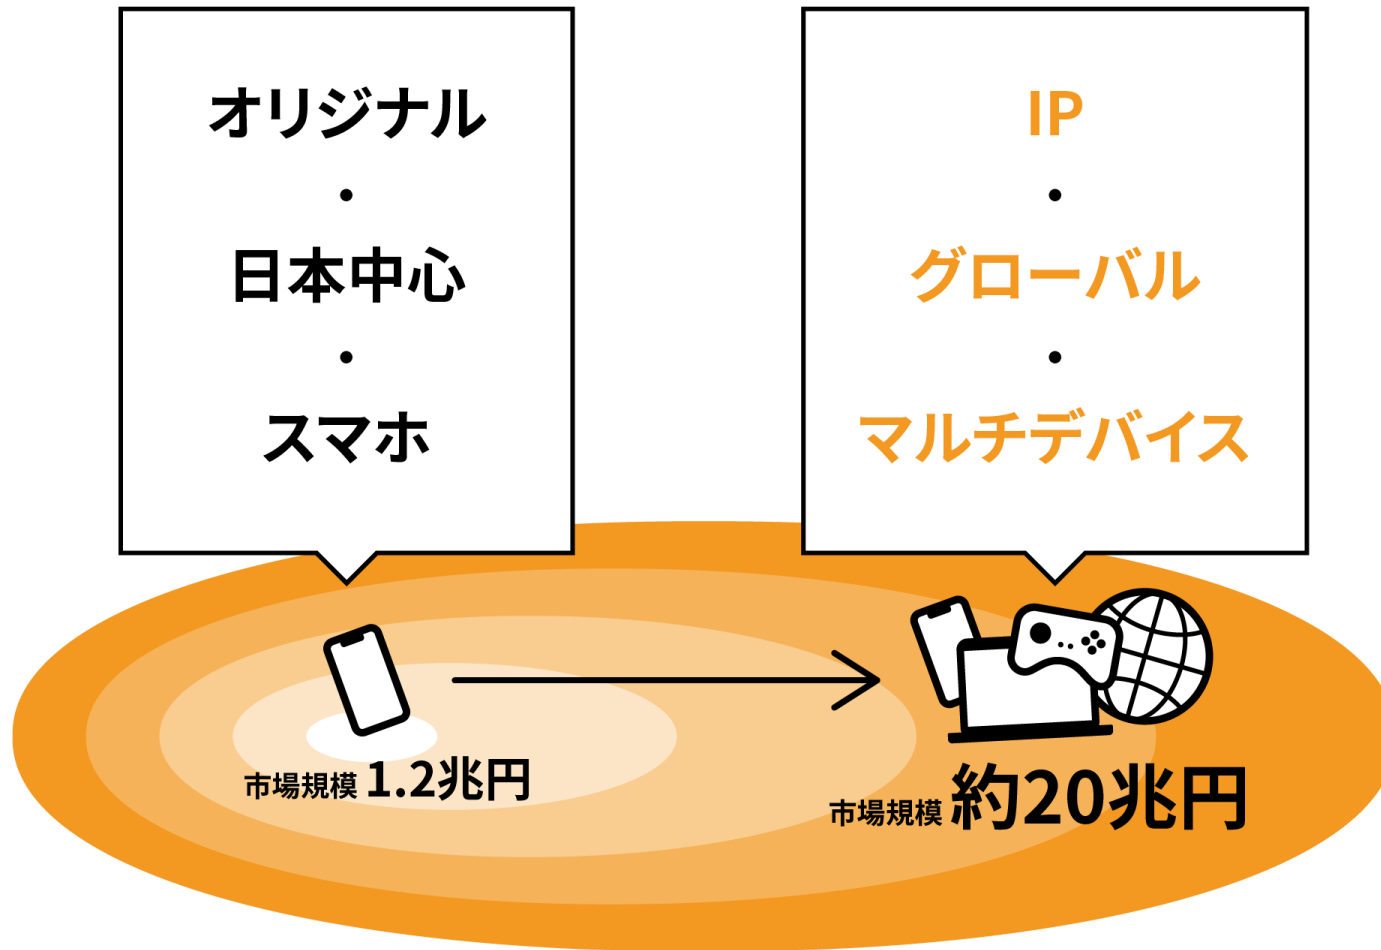 オリジナル
・
日本中心
・
スマホ
IP
・
グローバル
・
マルチデバイス
市場規模 1.2兆円
市場規模 約20兆円